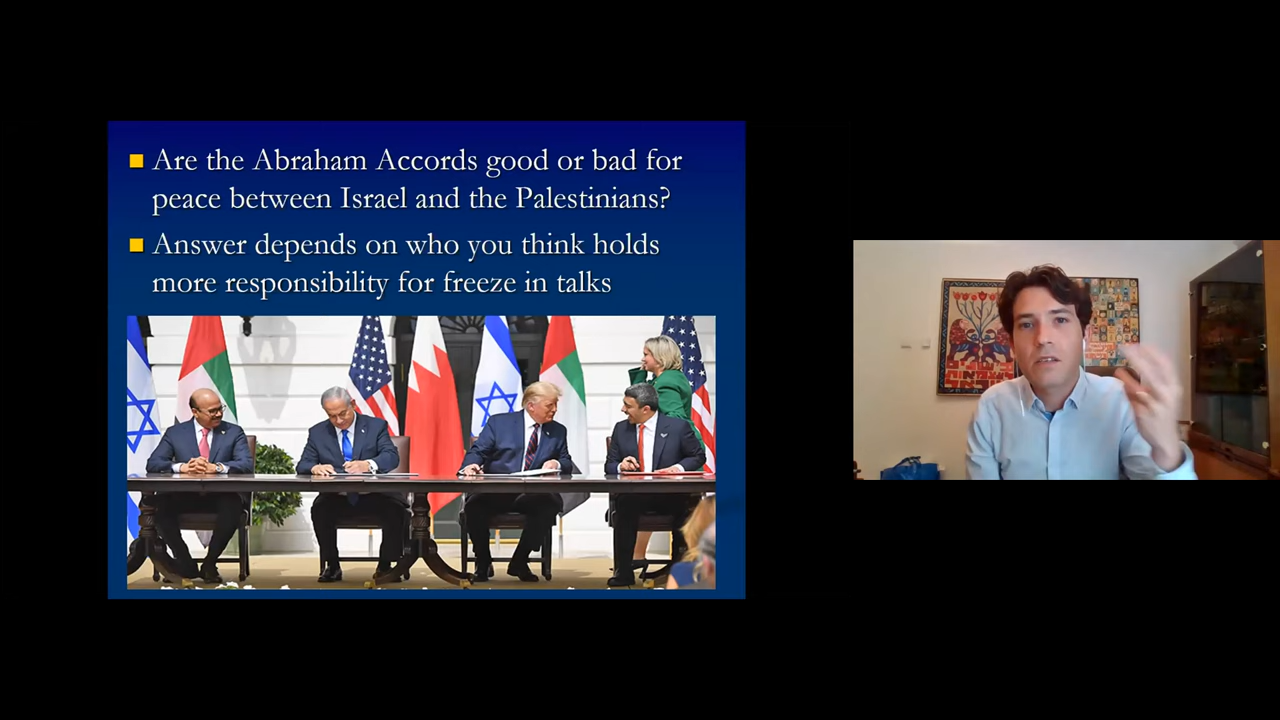 Are the Abraham Accords good or bad for
peace between Israel and the Palestinians?
Answer depends on who you think holds
more responsibility for freeze in talks